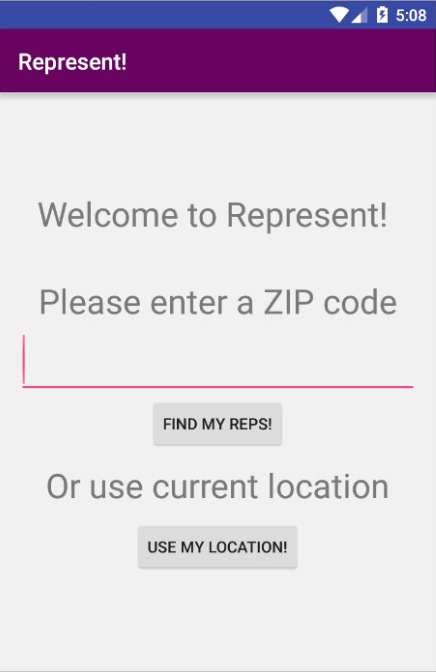 5:08
Represent!
Welcome to Represent!
Please enter a ZIP code
FIND MY REPS!
Or use current location
USE MY LOCATION!